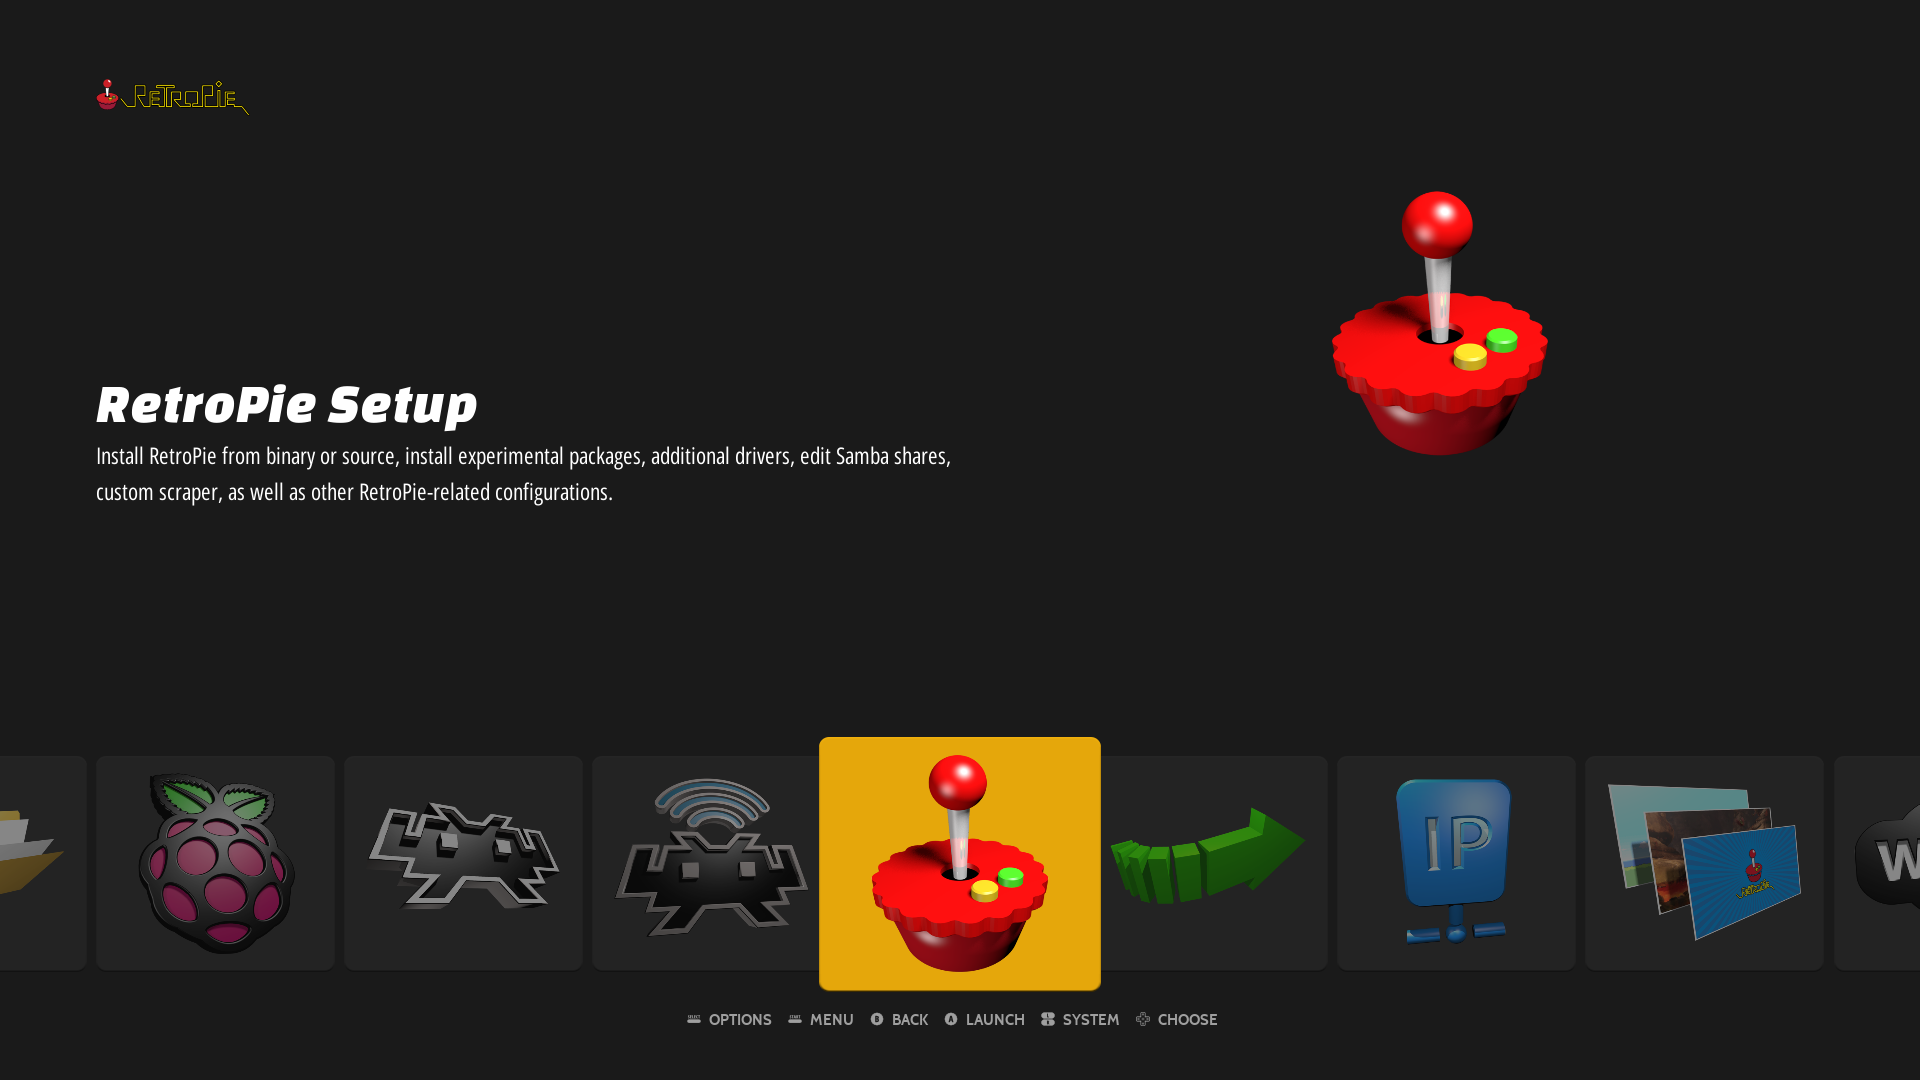 RetroPie
RetroPie Setup
Install RetroPie from binary or source, install experimental packages, additional drivers, edit Samba shares,
custom scraper, as well as other RetroPie-related configurations.
IP
W
OPTIONS MENU B BACK A LAUNCH SYSTEM CHOOSE